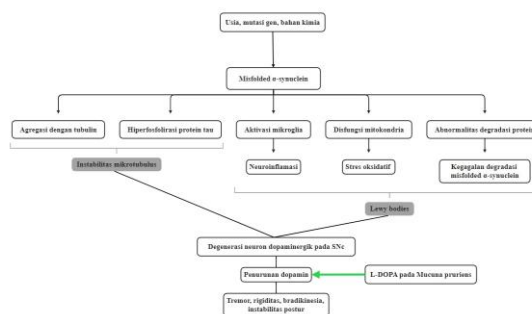 Usia, mutasi gen, bahan kimia
Misfolded α-synuclein
Agregasi dengan tubulin
Hiperfosfolirasi protein tau
Aktivasi mikroglia
Disfungsi mitokondria
Abnormalitas degradasi protein
Instabilitas mikrotubulus
Neuroinflamasi
Stres oksidatif
Kegagalan degradasi
misfolded α-synuclein
Lewy bodies
Degenerasi neuron dopaminergik pada SNc
Penurunan dopamin
L-DOPA pada Mucuna pruriens
Tremor, rigiditas, bradikinesia,
instabilitas postur